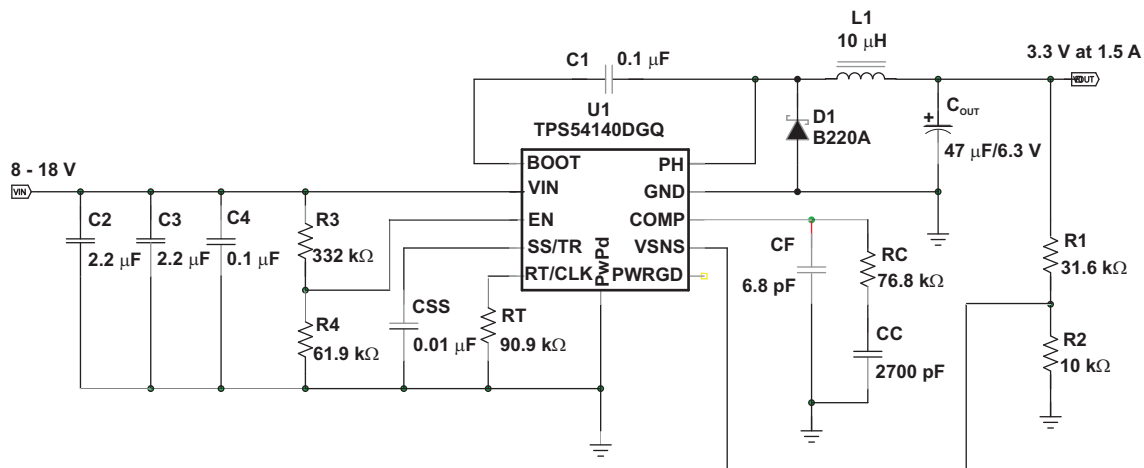 L1
10 μH
3.3 V at 1.5 A
C1
0.1 μF
U1
TPS54140DGQ
D1
B220A
+
C_OUT
47 μF/6.3 V
8 - 18 V
VIN
BOOT
VIN
EN
SS/TR
RT/CLK
PwPd
PH
GND
COMP
VSNS
PWRGD
C2
2.2 μF
C3
2.2 μF
C4
0.1 μF
R3
332 kΩ
R4
61.9 kΩ
CSS
0.01 μF
RT
90.9 kΩ
CF
6.8 pF
RC
76.8 kΩ
CC
2700 pF
R1
31.6 kΩ
R2
10 kΩ